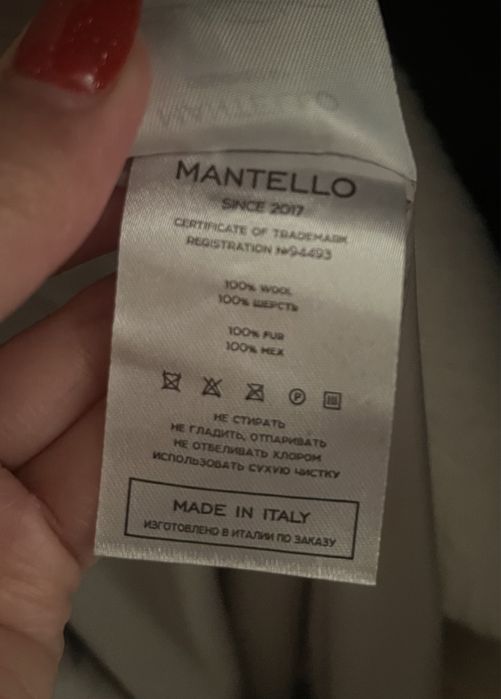 MANTELLO
SINCE 2017
CERTIFICATE OF TRADEMARK
REGISTRATION №94493
100% WOOL
100% ШЕРСТЬ
100% FUR
100% МЕХ
НЕ СТИРАТЬ
НЕ ГЛАДИТЬ, ОТПАРИВАТЬ
НЕ ОТБЕЛИВАТЬ ХЛОРОМ
ИСПОЛЬЗОВАТЬ СУХУЮ ЧИСТКУ
MADE IN ITALY
ИЗГОТОВЛЕНО В ИТАЛИИ ПО ЗАКАЗУ